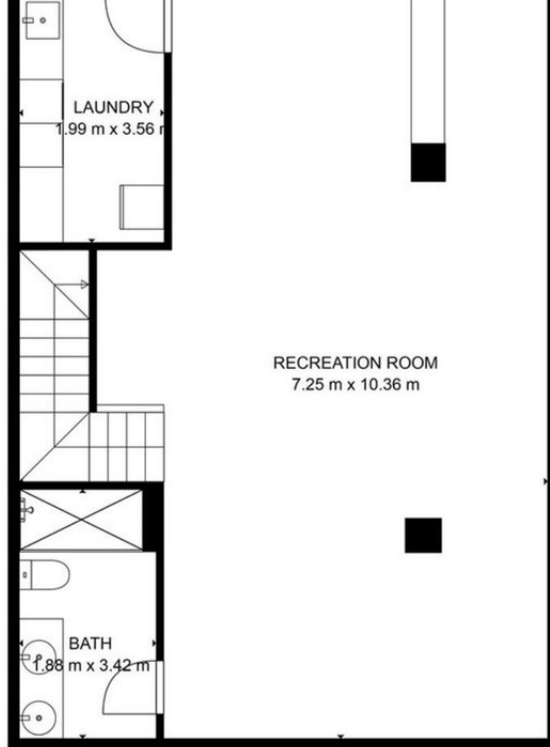 LAUNDRY
1.99 m x 3.56 m
RECREATION ROOM
7.25 m x 10.36 m
BATH
1.88 m x 3.42 m